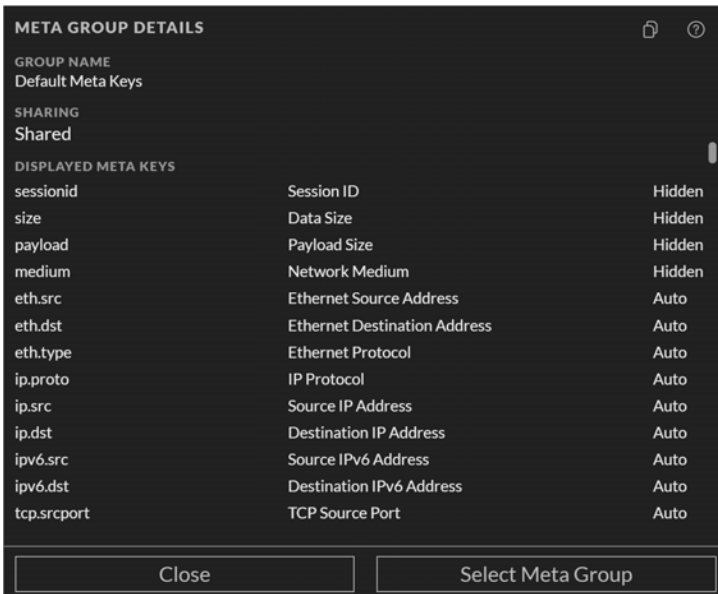 META GROUP DETAILS
GROUP NAME
Default Meta Keys
SHARING
Shared
DISPLAYED META KEYS
sessionid Session ID Hidden
size Data Size Hidden
payload Payload Size Hidden
medium Network Medium Hidden
eth.src Ethernet Source Address Auto
eth.dst Ethernet Destination Address Auto
eth.type Ethernet Protocol Auto
ip.proto IP Protocol Auto
ip.src Source IP Address Auto
ip.dst Destination IP Address Auto
ipv6.src Source IPv6 Address Auto
ipv6.dst Destination IPv6 Address Auto
tcp.srcport TCP Source Port Auto
Close Select Meta Group